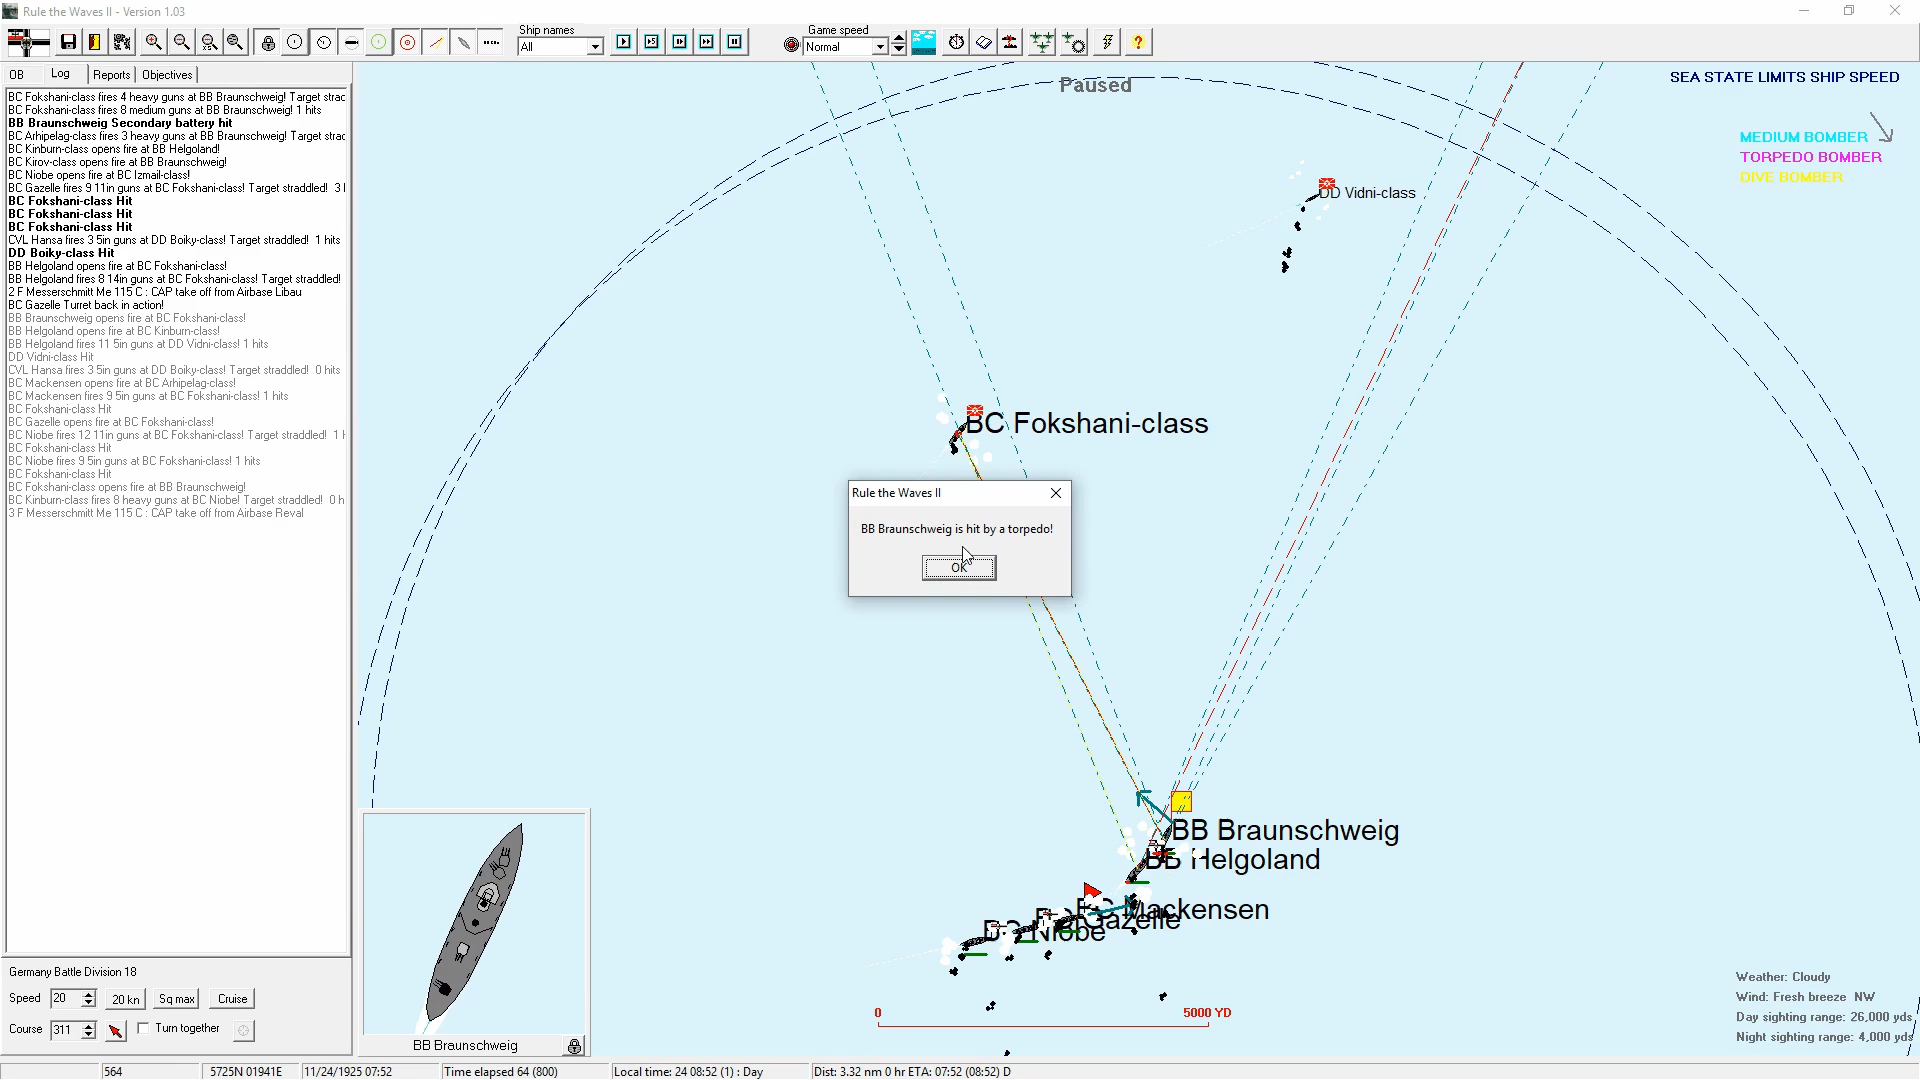 Rule the Waves II - Version 1.03
Ship names
All
Game speed
Normal
OB Log Reports Objectives
BC Fokshani-class fires 4 heavy guns at BB Braunschweig! Target strac
BC Fokshani-class fires 8 medium guns at BB Braunschweig! 1 hits
BB Braunschweig Secondary battery hit
BC Arhipelag-class fires 3 heavy guns at BB Braunschweig! Target strac
BC Kinburn-class opens fire at BB Helgoland!
BC Kirov-class opens fire at BB Braunschweig!
BC Niobe opens fire at BC Izmail-class!
BC Gazelle fires 9 11in guns at BC Fokshani-class! Target straddled! 3
BC Fokshani-class Hit
BC Fokshani-class Hit
BC Fokshani-class Hit
CVL Hansa fires 3 5in guns at DD Boiky-class! Target straddled! 1 hits
DD Boiky-class Hit
BB Helgoland opens fire at BC Fokshani-class!
BB Helgoland fires 8 14in guns at BC Fokshani-class! Target straddled!
2 F Messerschmitt Me 115 C : CAP take off from Airbase Libau
BC Gazelle Turret back in action!
BB Braunschweig opens fire at BC Fokshani-class!
BB Helgoland opens fire at BC Kinburn-class!
BB Helgoland fires 11 5in guns at DD Vidni-class! 1 hits
DD Vidni-class Hit
CVL Hansa fires 3 5in guns at DD Boiky-class! Target straddled! 0 hits
BC Mackensen opens fire at BC Arhipelag-class!
BC Mackensen fires 9 5in guns at BC Fokshani-class! 1 hits
BC Fokshani-class Hit
BC Gazelle opens fire at BC Fokshani-class!
BC Niobe fires 12 11in guns at BC Fokshani-class! Target straddled! 1
BC Fokshani-class Hit
BC Niobe fires 9 5in guns at BC Fokshani-class! 1 hits
BC Fokshani-class Hit
BC Fokshani-class opens fire at BB Braunschweig!
BC Kinburn-class fires 8 heavy guns at BC Niobe! Target straddled! 0 h
3 F Messerschmitt Me 115 C : CAP take off from Airbase Reval
Paused
SEA STATE LIMITS SHIP SPEED
MEDIUM BOMBER
TORPEDO BOMBER
DIVE BOMBER
DD Vidni-class
BC Fokshani-class
Rule the Waves II
BB Braunschweig is hit by a torpedo!
OK
BB Braunschweig
BB Helgoland
BC Mackensen
BC Gazelle
BC Niobe
0 5000 YD
Weather: Cloudy
Wind: Fresh breeze NW
Day sighting range: 26,000 yds
Night sighting range: 4,000 yds
Germany Battle Division 18
Speed 20 20 kn Sq max Cruise
Course 311 Turn together
BB Braunschweig
564 5725N 01941E 11/24/1925 07:52 Time elapsed 64 (800) Local time: 24 08:52 (1) : Day Dist: 3.32 nm 0 hr ETA: 07:52 (08:52) D